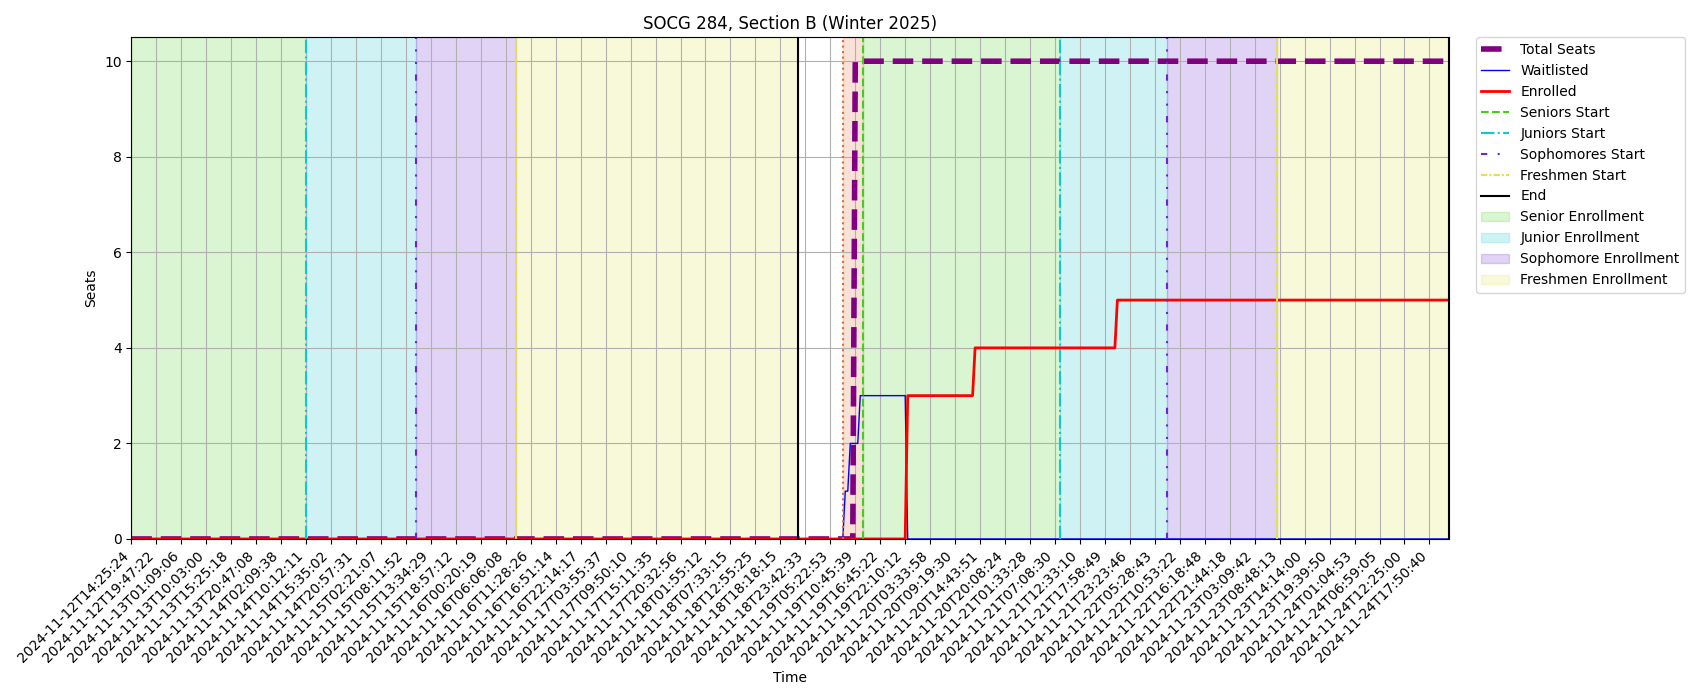 SOCG 284, Section B (Winter 2025)
Seats
10
8
6
4
2
0
2024-11-12T14:25:24
2024-11-12T19:47:22
2024-11-13T01:09:06
2024-11-13T10:03:00
2024-11-13T15:25:18
2024-11-13T20:47:08
2024-11-14T02:09:38
2024-11-14T10:12:11
2024-11-14T15:35:02
2024-11-14T20:57:31
2024-11-15T02:21:07
2024-11-15T08:11:52
2024-11-15T13:34:29
2024-11-15T18:57:12
2024-11-16T00:20:19
2024-11-16T06:06:08
2024-11-16T11:28:26
2024-11-16T16:51:14
2024-11-16T22:14:17
2024-11-17T03:55:37
2024-11-17T09:50:10
2024-11-17T15:11:35
2024-11-17T20:32:56
2024-11-18T01:55:12
2024-11-18T07:33:15
2024-11-18T12:55:25
2024-11-18T18:18:15
2024-11-18T23:42:33
2024-11-19T05:22:53
2024-11-19T10:45:39
2024-11-19T16:45:22
2024-11-19T22:10:12
2024-11-20T03:33:58
2024-11-20T09:19:30
2024-11-20T14:43:51
2024-11-20T20:08:24
2024-11-21T01:33:28
2024-11-21T07:08:30
2024-11-21T12:33:10
2024-11-21T17:58:49
2024-11-21T23:23:46
2024-11-22T05:28:43
2024-11-22T10:53:22
2024-11-22T16:18:48
2024-11-22T21:44:18
2024-11-23T03:09:42
2024-11-23T08:48:13
2024-11-23T14:14:00
2024-11-23T19:39:50
2024-11-24T01:04:53
2024-11-24T06:59:05
2024-11-24T12:25:00
2024-11-24T17:50:40
Time
Total Seats
Waitlisted
Enrolled
Seniors Start
Juniors Start
Sophomores Start
Freshmen Start
End
Senior Enrollment
Junior Enrollment
Sophomore Enrollment
Freshmen Enrollment